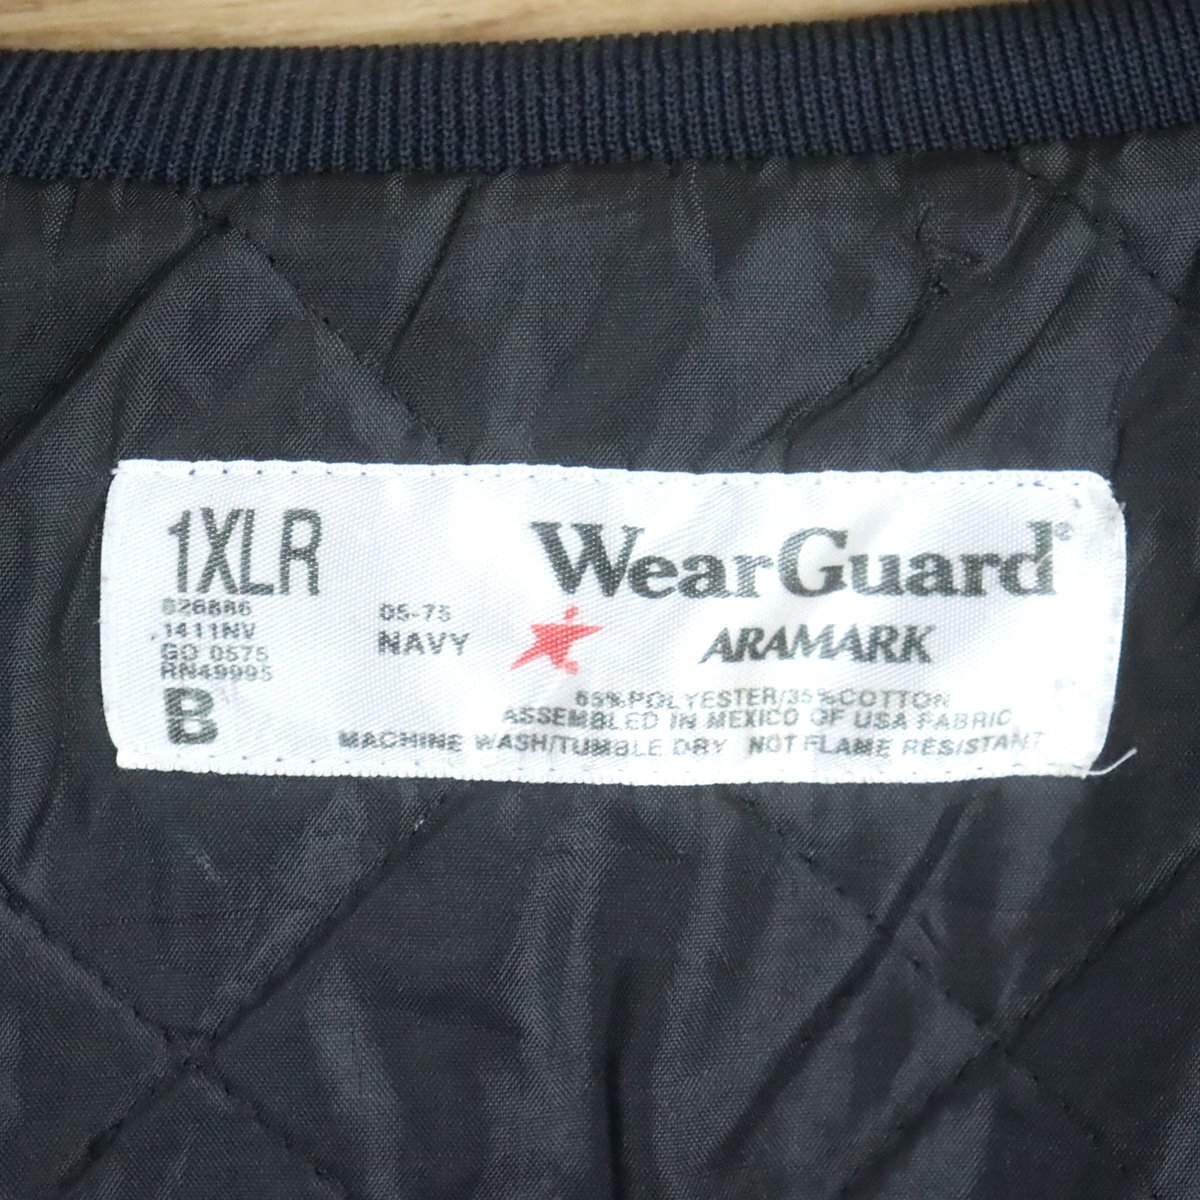 1XLR
026886
1411NV
GO 0575
RN49995
B
05-75
NAVY
WearGuard®
ARAMARK
65%POLYESTER/35%COTTON
ASSEMBLED IN MEXICO OF USA FABRIC
MACHINE WASH/TUMBLE DRY NOT FLAME RESISTANT